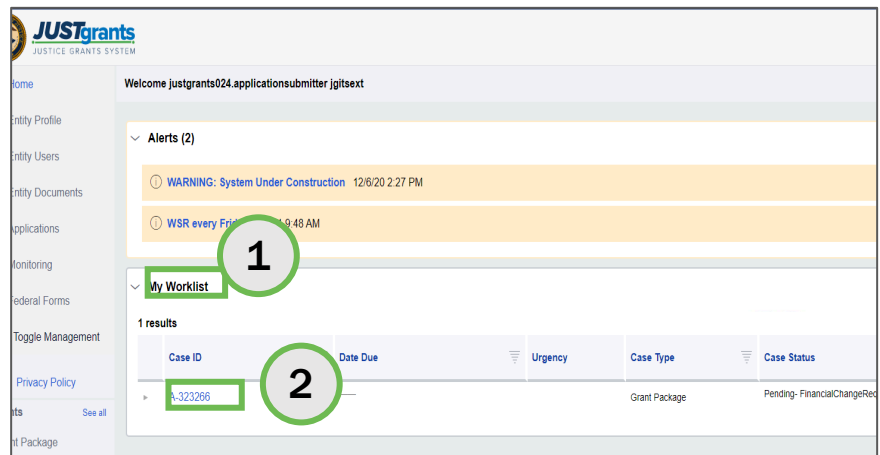 JUSTgrants
JUSTICE GRANTS SYSTEM
Home
Welcome justgrants024.applicationsubmitter jgitsext
Entity Profile
Entity Users
Entity Documents
Applications
Monitoring
Federal Forms
Toggle Management
Privacy Policy
nts See all
nt Package
Alerts (2)
WARNING: System Under Construction 12/6/20 2:27 PM
WSR every Fri 9:48 AM
1
My Worklist
1 results
Case ID Date Due Urgency Case Type Case Status
2
A-323266 Grant Package Pending- FinancialChangeRec